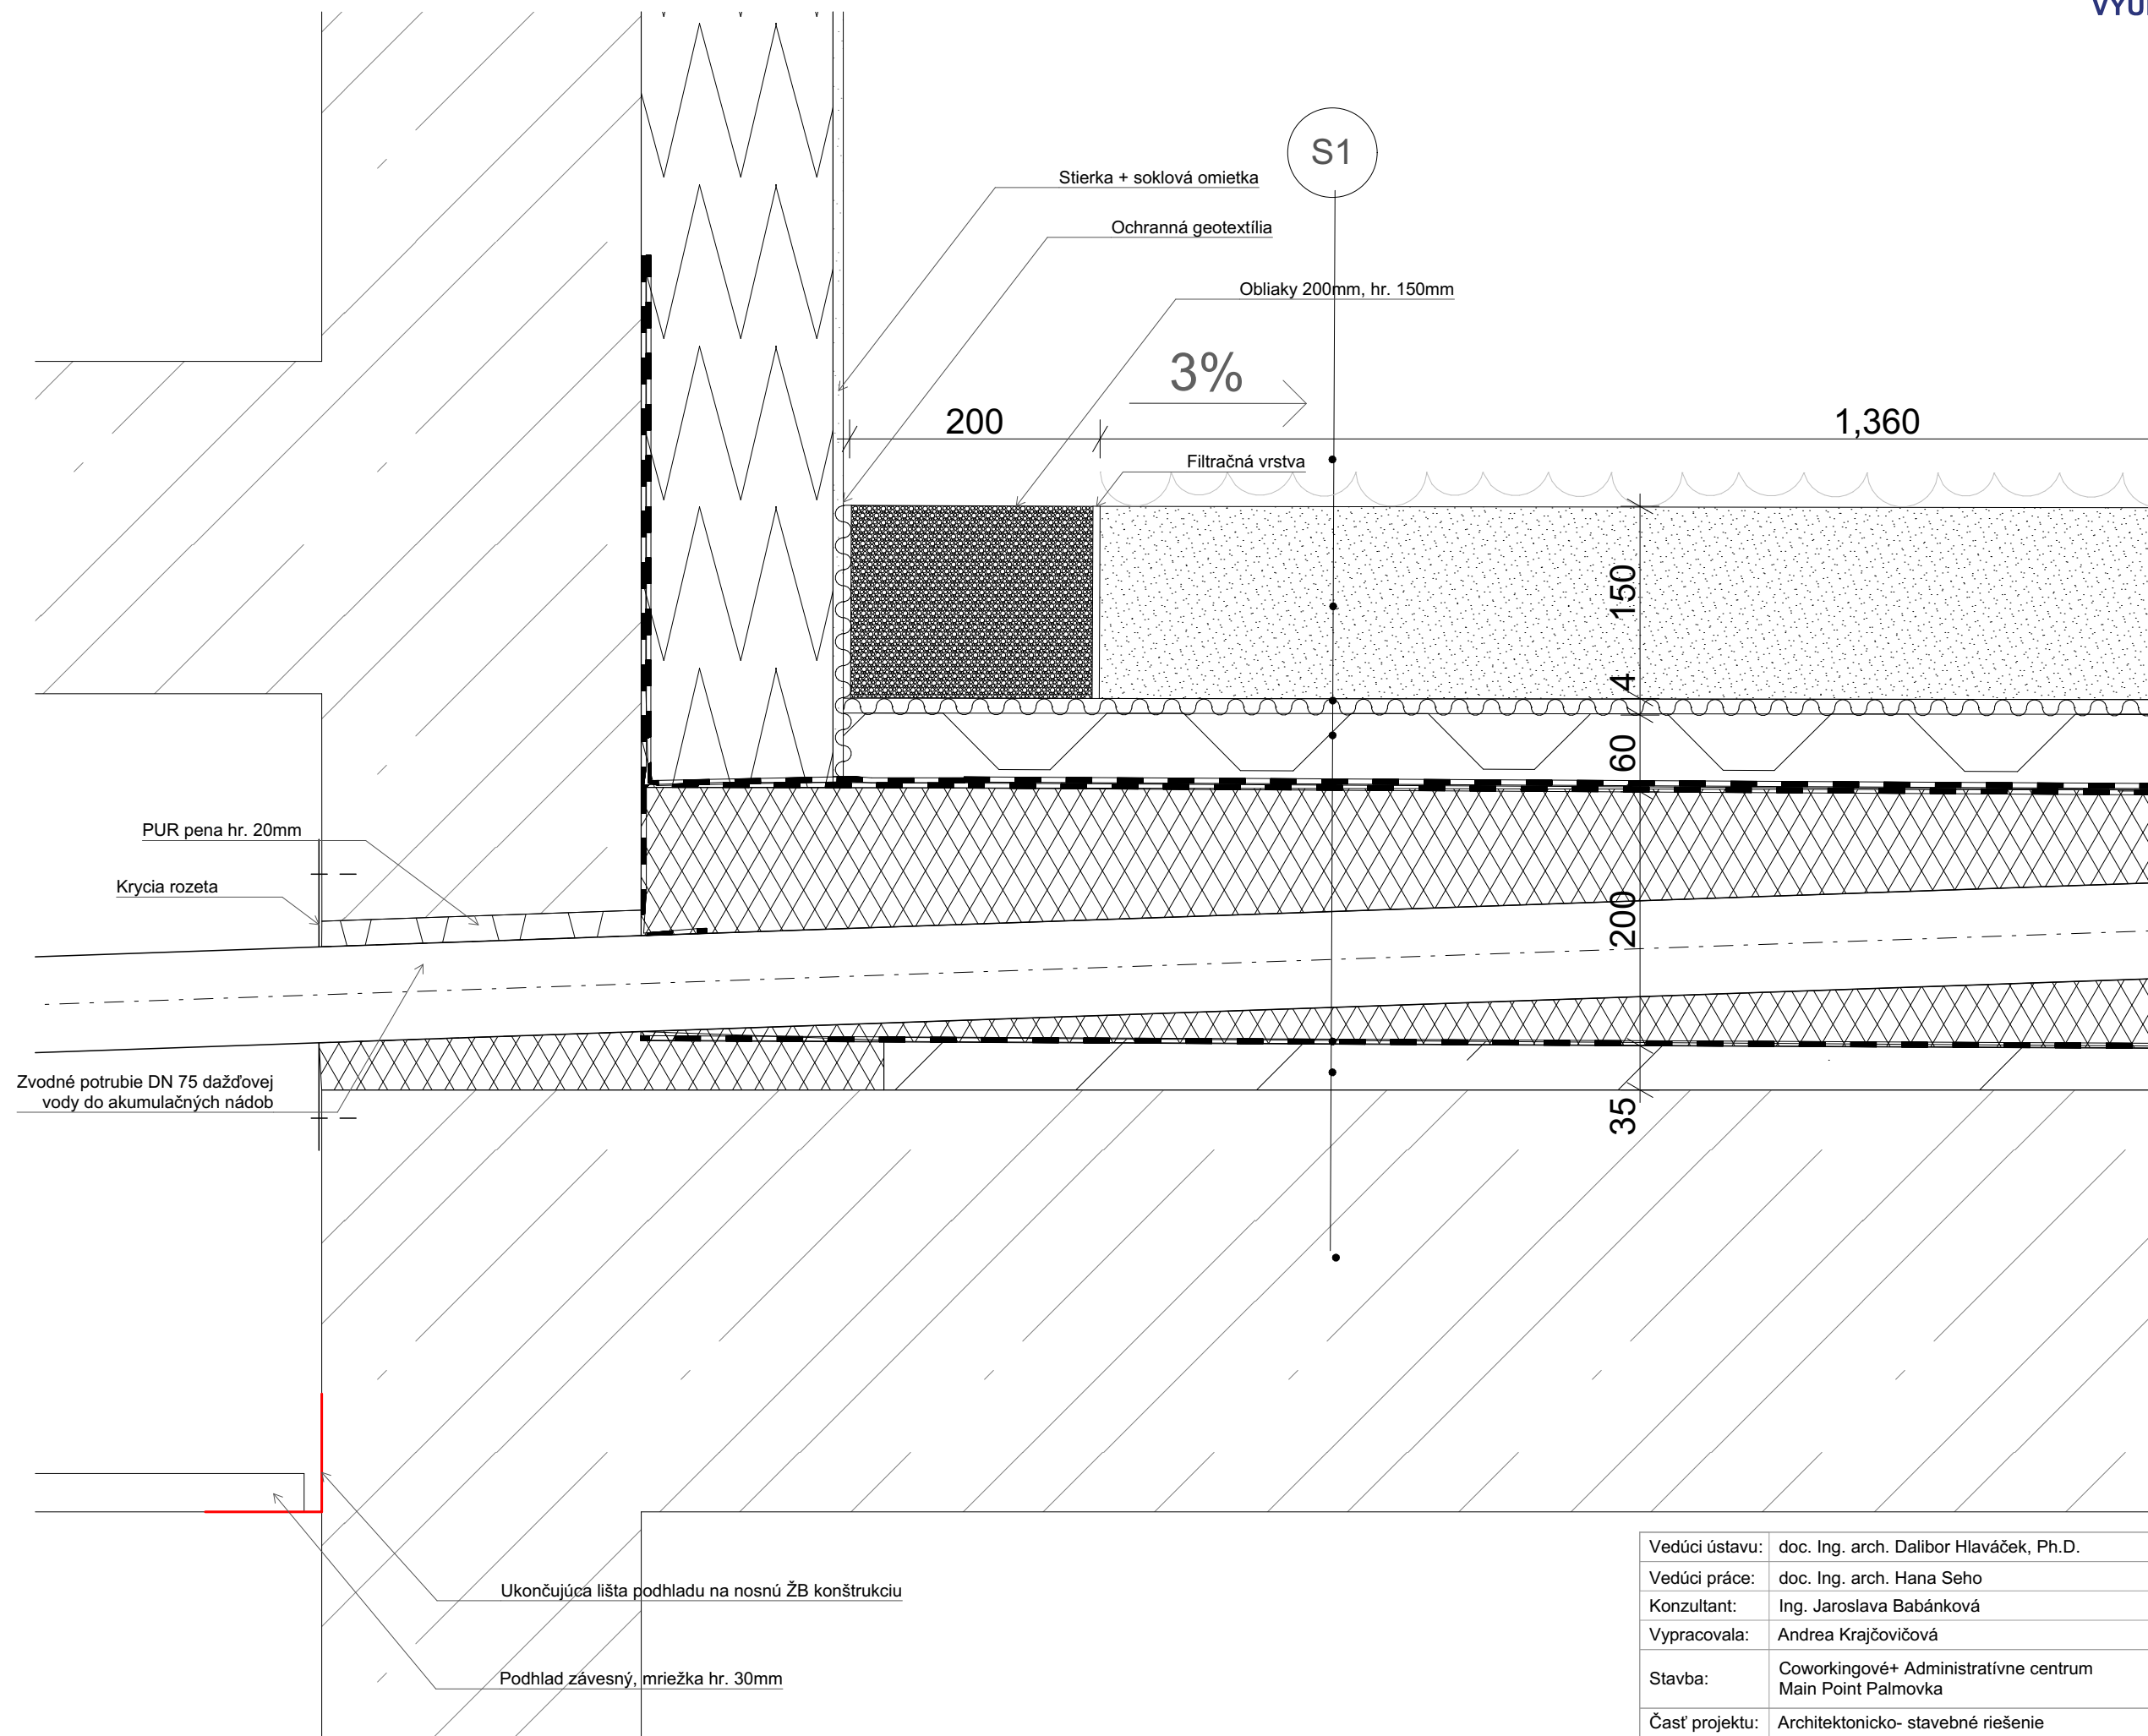 S1
Stierka + soklová omietka
Ochranná geotextília
Obliaky 200mm, hr. 150mm
3%
200
1,360
Filtračná vrstva
150
4
60
200
35
PUR pena hr. 20mm
Krycia rozeta
Zvodné potrubie DN 75 dažďovej
vody do akumulačných nádob
Ukončujúca lišta podhladu na nosnú ŽB konštrukciu
Podhlad závesný, mriežka hr. 30mm
Vedúci ústavu: doc. Ing. arch. Dalibor Hlaváček, Ph.D.
Vedúci práce: doc. Ing. arch. Hana Seho
Konzultant: Ing. Jaroslava Babánková
Vypracovala: Andrea Krajčovičová
Stavba: Coworkingové+ Administratívne centrum
Main Point Palmovka
Časť projektu: Architektonicko- stavebné riešenie